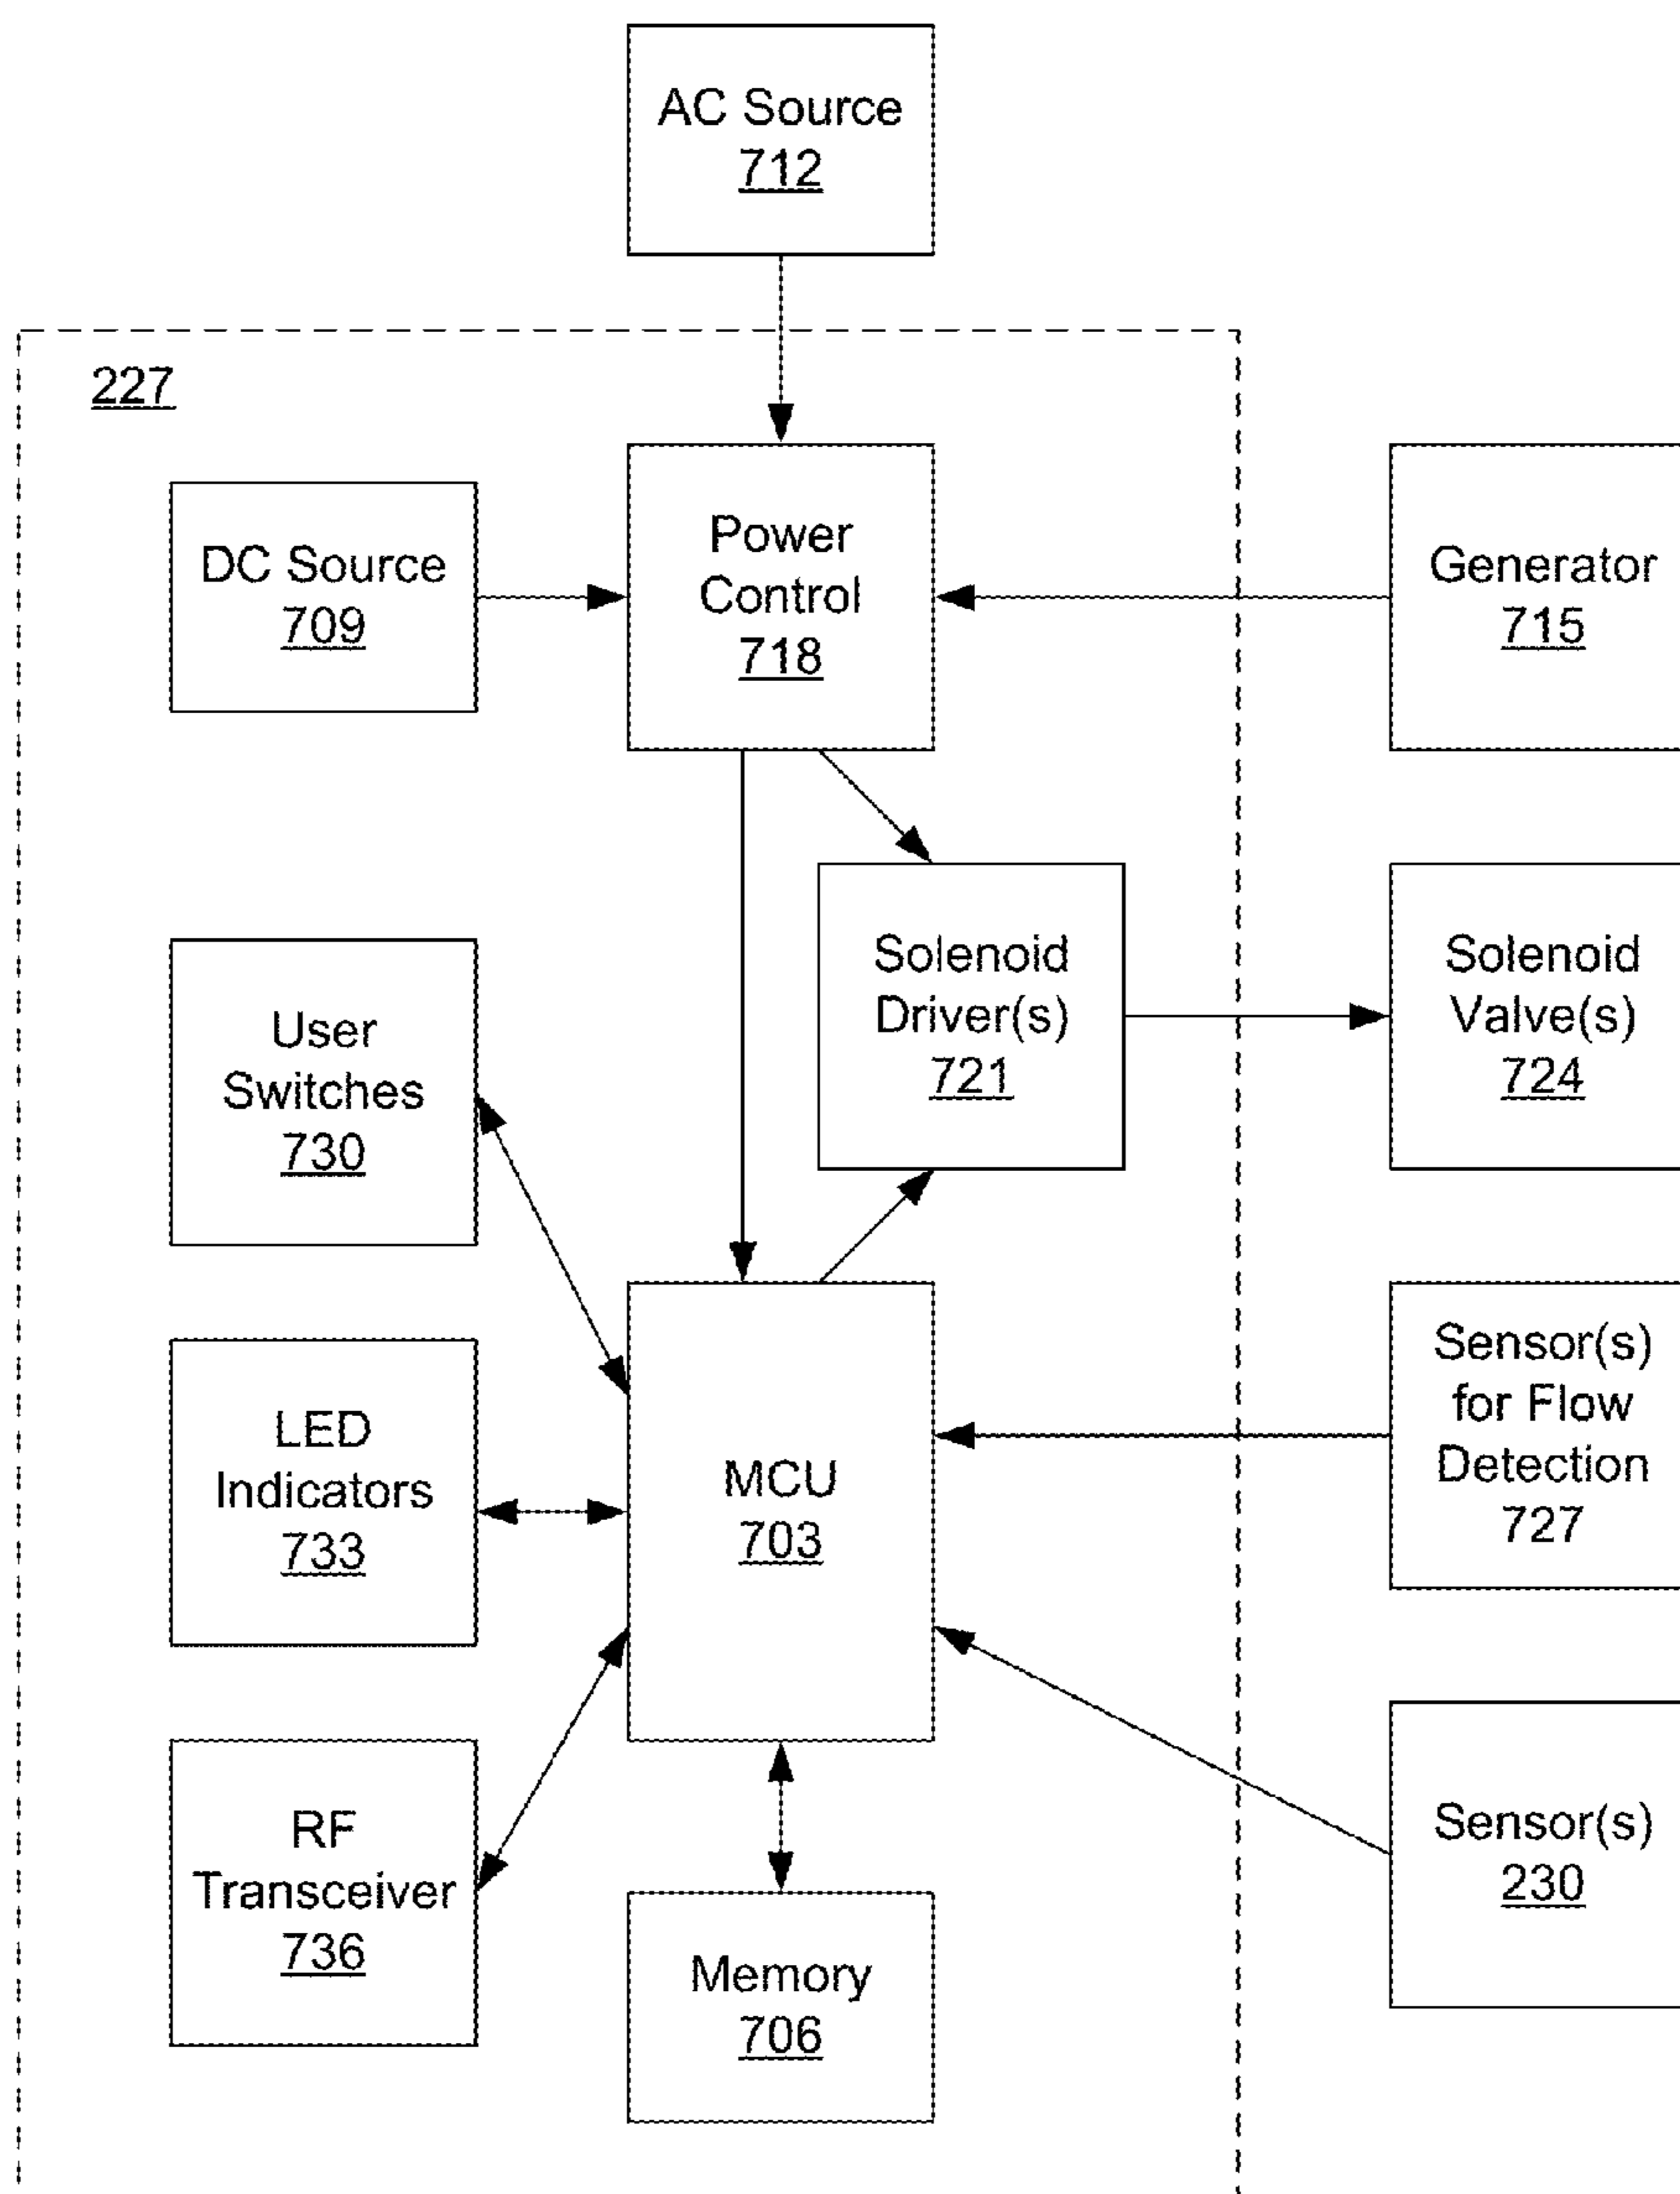 AC Source
712
227
DC Source
709
Power
Control
718
Generator
715
Solenoid
Driver(s)
721
Solenoid
Valve(s)
724
User
Switches
730
LED
Indicators
733
MCU
703
Sensor(s)
for Flow
Detection
727
RF
Transceiver
736
Memory
706
Sensor(s)
230